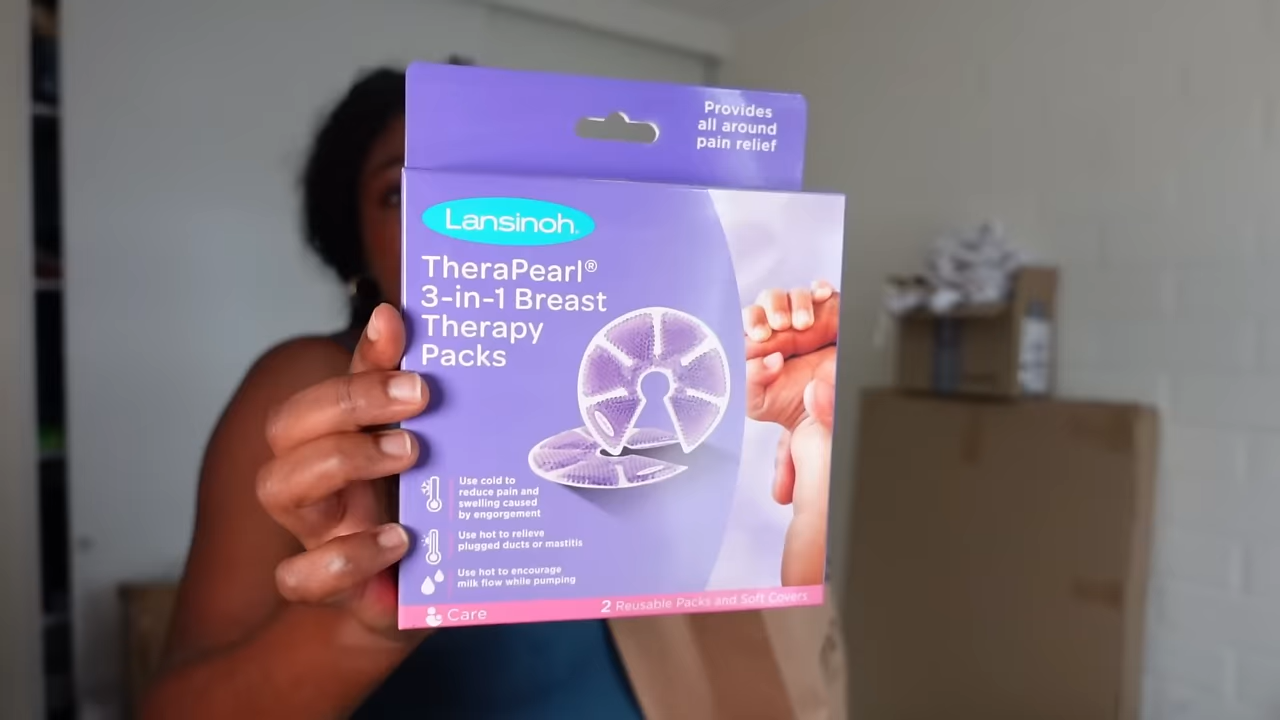 Provides
all around
pain relief
Lansinoh®
TheraPearl®
3-in-1 Breast
Therapy
Packs
Use cold to
reduce pain and
swelling caused
by engorgement
Use hot to relieve
plugged ducts or mastitis
Use hot to encourage
milk flow while pumping
Care
2 Reusable Packs and Soft Covers